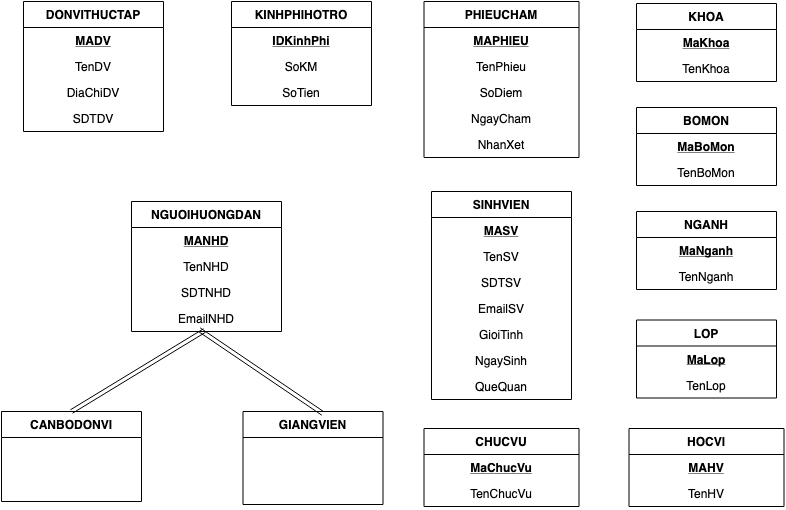 DONVITHUCTAP
MADV
TenDV
DiaChiDV
SDTDV
KINHPHIHOTRO
IDKinhPhi
SoKM
SoTien
PHIEUCHAM
MAPHIEU
TenPhieu
SoDiem
NgayCham
NhanXet
KHOA
MaKhoa
TenKhoa
BOMON
MaBoMon
TenBoMon
NGUOIHUONGDAN
MANHD
TenNHD
SDTNHD
EmailNHD
SINHVIEN
MASV
TenSV
SDTSV
EmailSV
GioiTinh
NgaySinh
QueQuan
NGANH
MaNganh
TenNganh
LOP
MaLop
TenLop
CANBODONVI
GIANGVIEN
CHUCVU
MaChucVu
TenChucVu
HOCVI
MAHV
TenHV